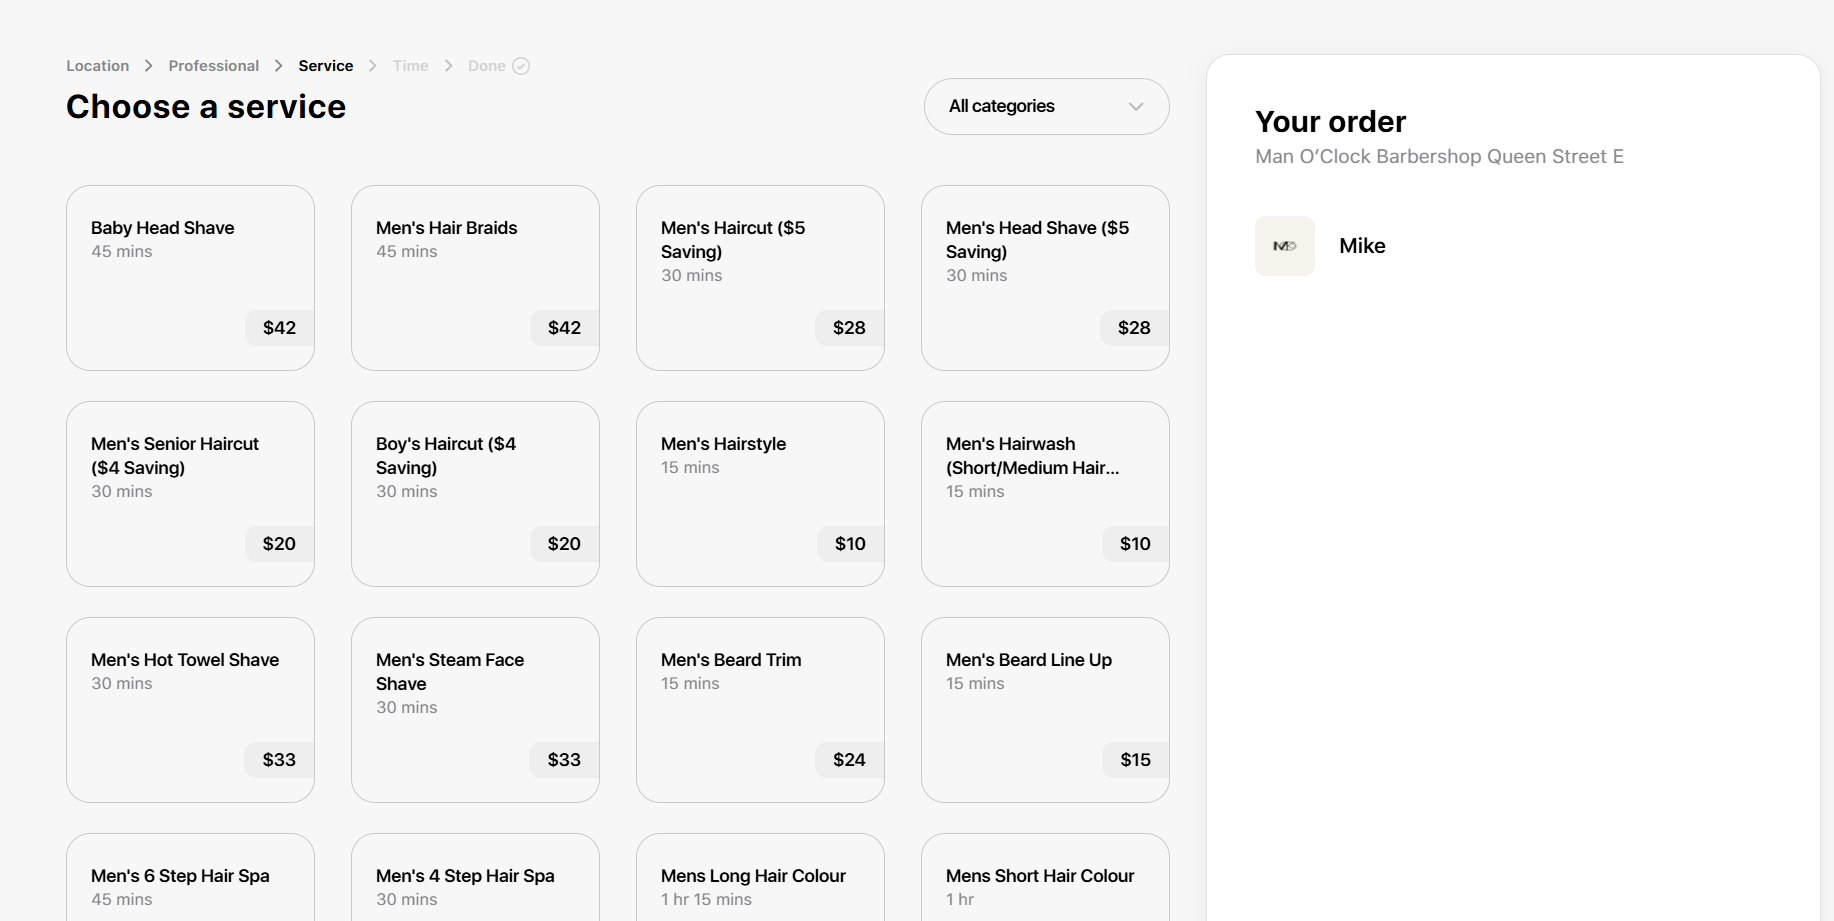 Location > Professional > Service > Time > Done
Choose a service
All categories
Baby Head Shave
45 mins
$42
Men's Hair Braids
45 mins
$42
Men's Haircut ($5
Saving)
30 mins
$28
Men's Head Shave ($5
Saving)
30 mins
$28
Men's Senior Haircut
($4 Saving)
30 mins
$20
Boy's Haircut ($4
Saving)
30 mins
$20
Men's Hairstyle
15 mins
$10
Men's Hairwash
(Short/Medium Hair...
15 mins
$10
Men's Hot Towel Shave
30 mins
$33
Men's Steam Face
Shave
30 mins
$33
Men's Beard Trim
15 mins
$24
Men's Beard Line Up
15 mins
$15
Men's 6 Step Hair Spa
45 mins
Men's 4 Step Hair Spa
30 mins
Mens Long Hair Colour
1 hr 15 mins
Mens Short Hair Colour
1 hr
Your order
Man O’Clock Barbershop Queen Street E
Mike